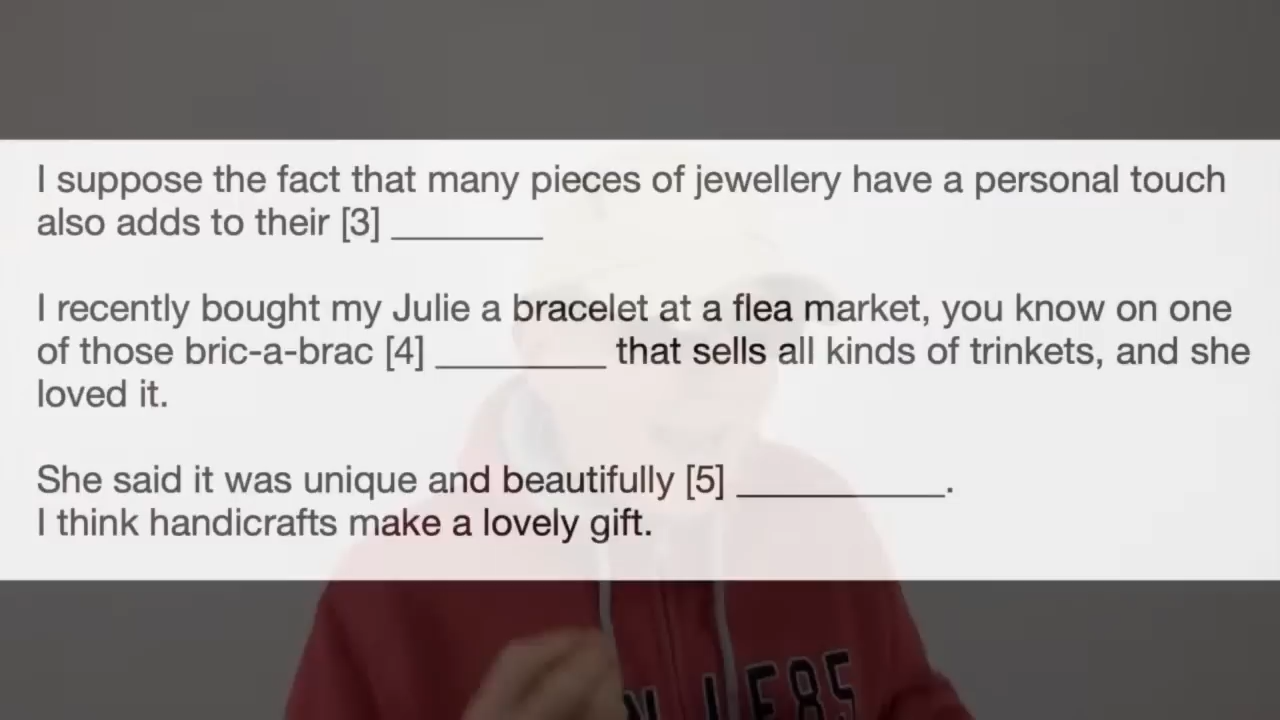 I suppose the fact that many pieces of jewellery have a personal touch
also adds to their [3] ________
I recently bought my Julie a bracelet at a flea market, you know on one
of those bric-a-brac [4] _________ that sells all kinds of trinkets, and she
loved it.
She said it was unique and beautifully [5] ___________.
I think handicrafts make a lovely gift.